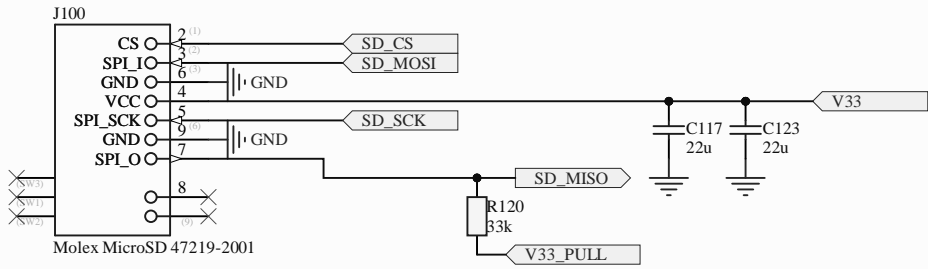 J100
CS 2 (1) SD_CS
(2)
SPI_I 3 SD_MOSI
(3)
GND 6 GND
VCC 4 V33
SPI_SCK 5 SD_SCK
(6)
GND 9 GND
SPI_O 7
C117 22u
C123 22u
(SW3)
SD_MISO
(SW1)
8
(SW2)
(9)
R120
33k
Molex MicroSD 47219-2001
V33_PULL